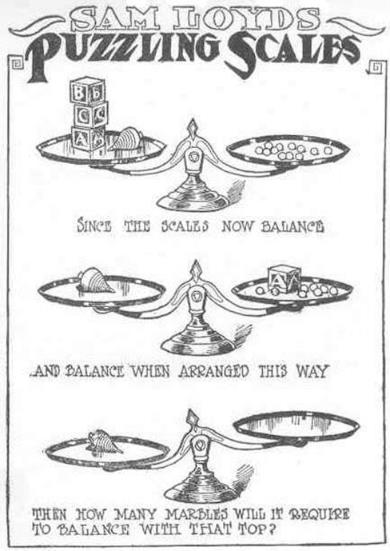 SAM LOYDS
PUZZLING SCALES
B b
C C
A
SINCE THE SCALES NOW BALANCE
A A
AND BALANCE WHEN ARRANGED THIS WAY
THEN HOW MANY MARBLES WILL IT REQUIRE
TO BALANCE WITH THAT TOP?